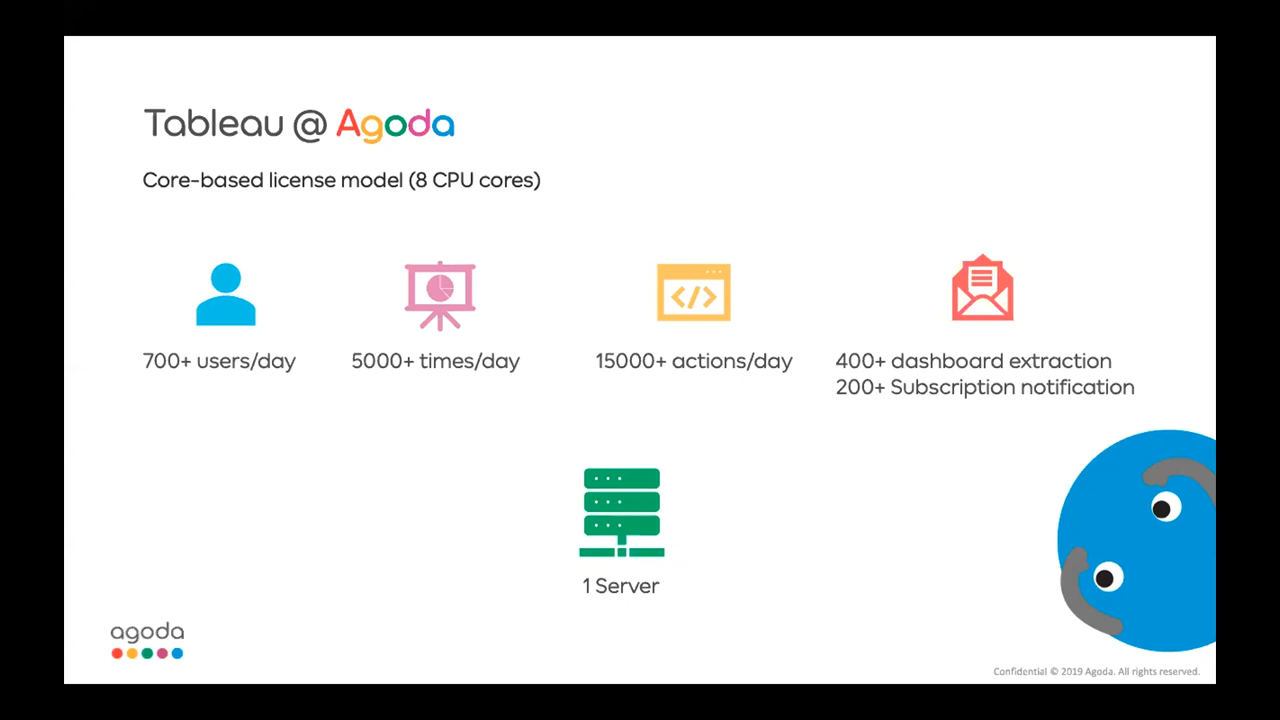 Tableau @ Agoda
Core-based license model (8 CPU cores)
700+ users/day
5000+ times/day
15000+ actions/day
400+ dashboard extraction
200+ Subscription notification
1 Server
agoda
Confidential © 2019 Agoda. All rights reserved.